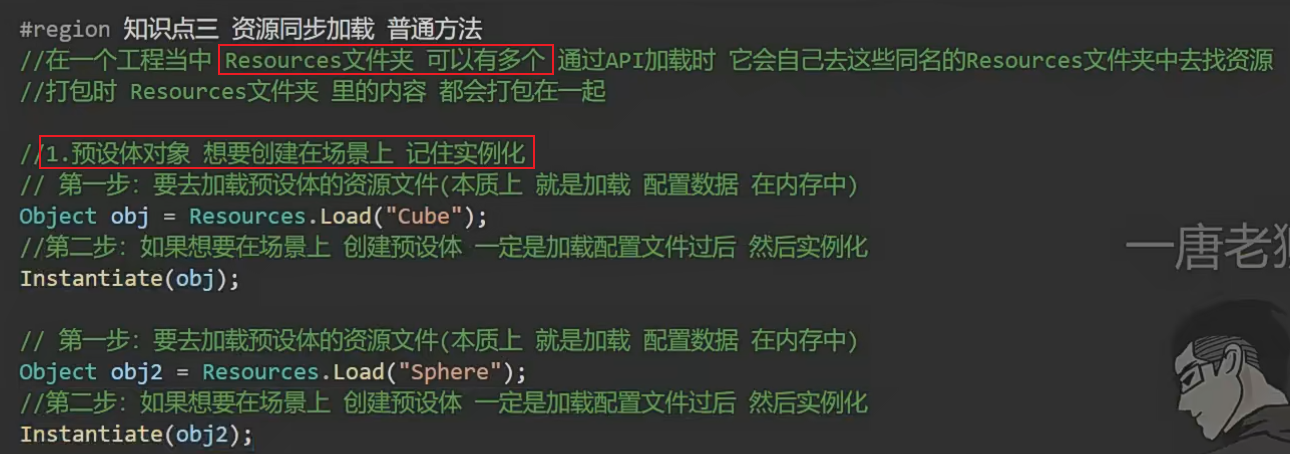 #region 知识点三 资源同步加载 普通方法
//在一个工程当中 Resources文件夹 可以有多个 通过API加载时 它会自己去这些同名的Resources文件夹中去找资源
//打包时 Resources文件夹 里的内容 都会打包在一起
//1.预设体对象 想要创建在场景上 记住实例化
// 第一步: 要去加载预设体的资源文件(本质上 就是加载 配置数据 在内存中)
Object obj = Resources.Load("Cube");
//第二步: 如果想要在场景上 创建预设体 一定是加载配置文件过后 然后实例化
Instantiate(obj);
// 第一步: 要去加载预设体的资源文件(本质上 就是加载 配置数据 在内存中)
Object obj2 = Resources.Load("Sphere");
//第二步: 如果想要在场景上 创建预设体 一定是加载配置文件过后 然后实例化
Instantiate(obj2);
一唐老